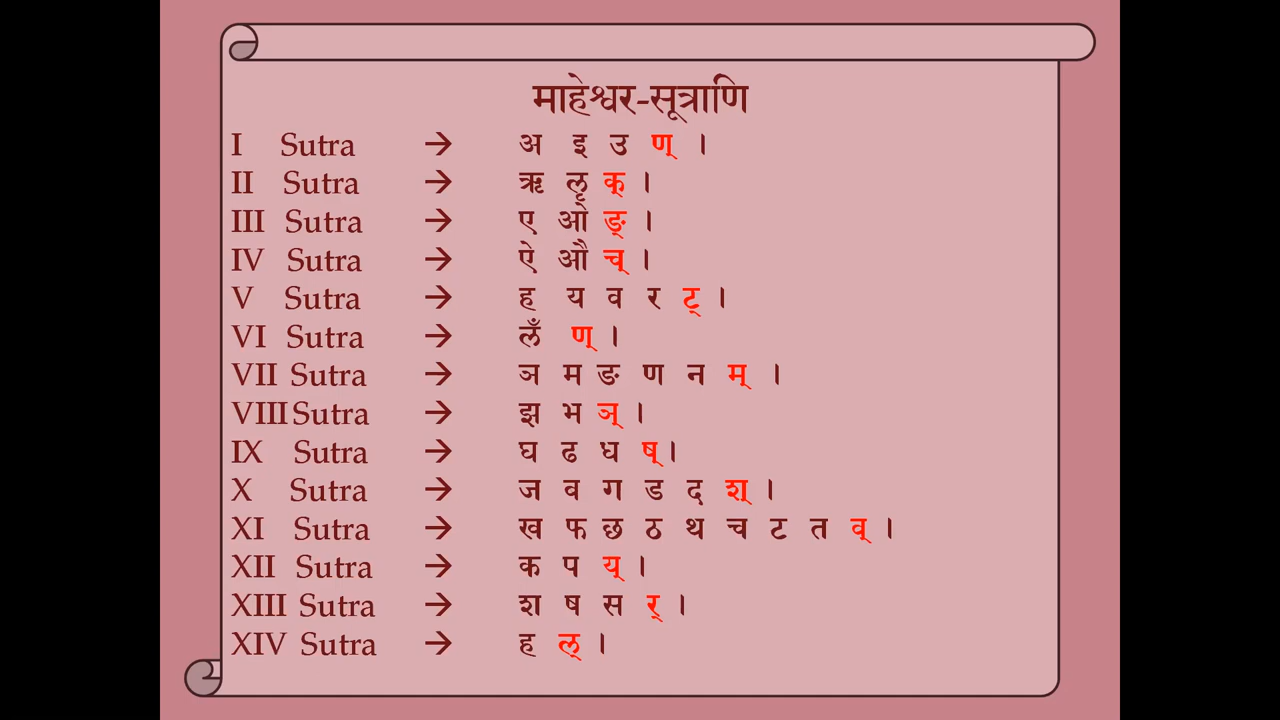 माहेश्वर-सूत्राणि
I Sutra → अ इ उ ण् ।
II Sutra → ऋ ऌ क् ।
III Sutra → ए ओ ङ् ।
IV Sutra → ऐ औ च् ।
V Sutra → ह य व र ट् ।
VI Sutra → लँ ण् ।
VII Sutra → ञ म ङ ण न म् ।
VIII Sutra → झ भ ञ् ।
IX Sutra → घ ढ ध ष् ।
X Sutra → ज व ग ड द श् ।
XI Sutra → ख फ छ ठ थ च ट त व् ।
XII Sutra → क प य् ।
XIII Sutra → श ष स र् ।
XIV Sutra → ह ल् ।